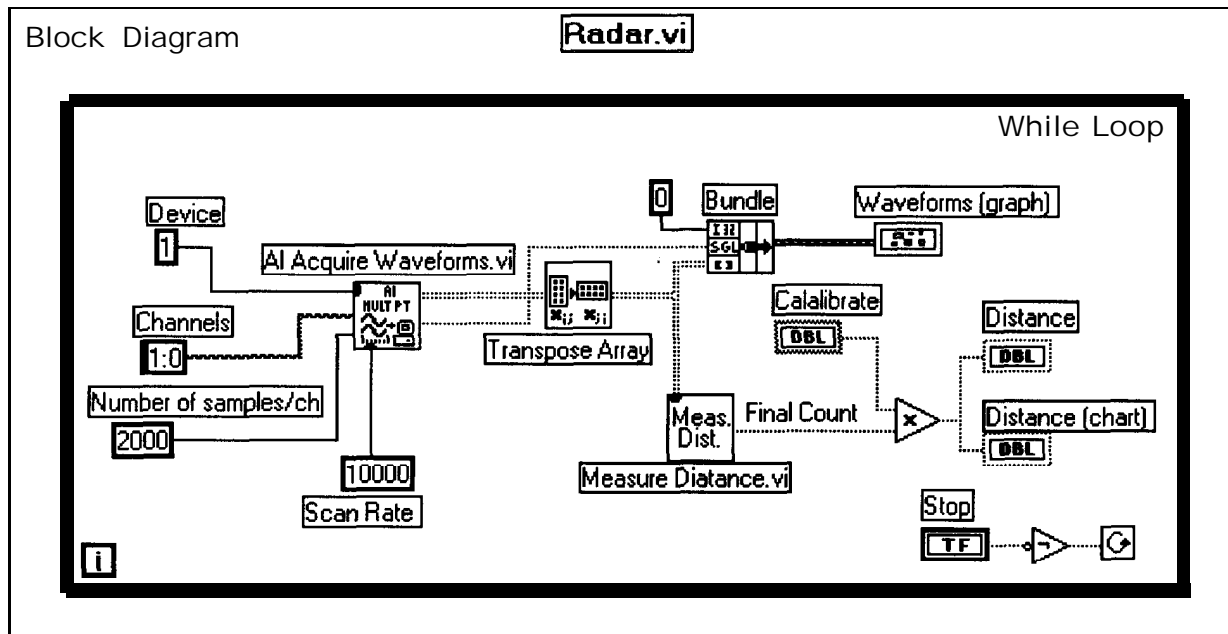 Block Diagram
Radar.vi
While Loop
Device
1
AI Acquire Waveforms.vi
AI
MULT PT
Channels
1:0
Number of samples/ch
2000
10000
Scan Rate
Transpose Array
0
Bundle
I32
SGL
Waveforms (graph)
Calalibrate
DBL
Distance
DBL
Meas.
Dist.
Final Count
Measure Diatance.vi
x
Distance (chart)
DBL
Stop
TF
i